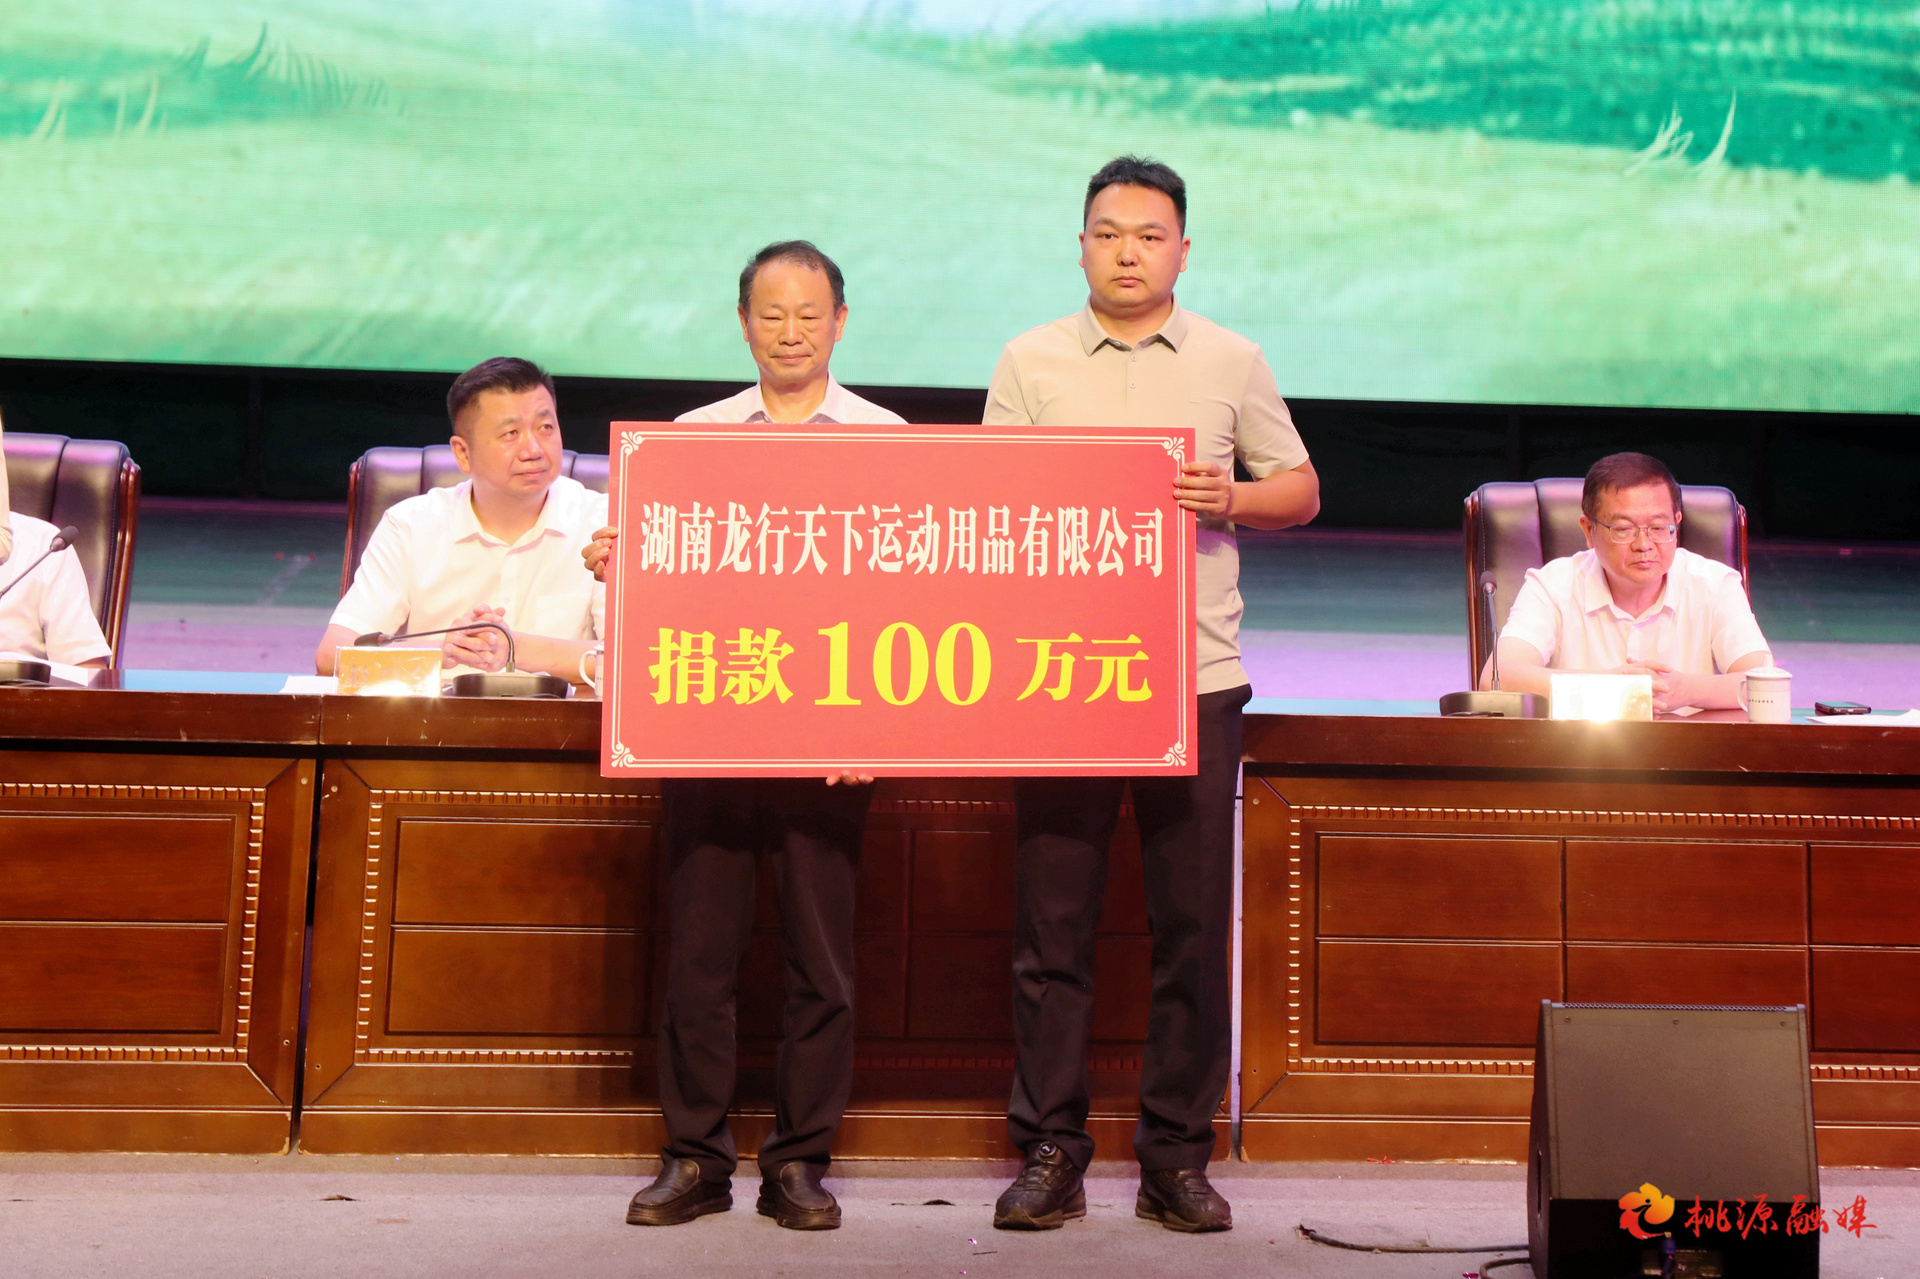 湖南龙行天下运动用品有限公司
捐款100万元
桃源融媒